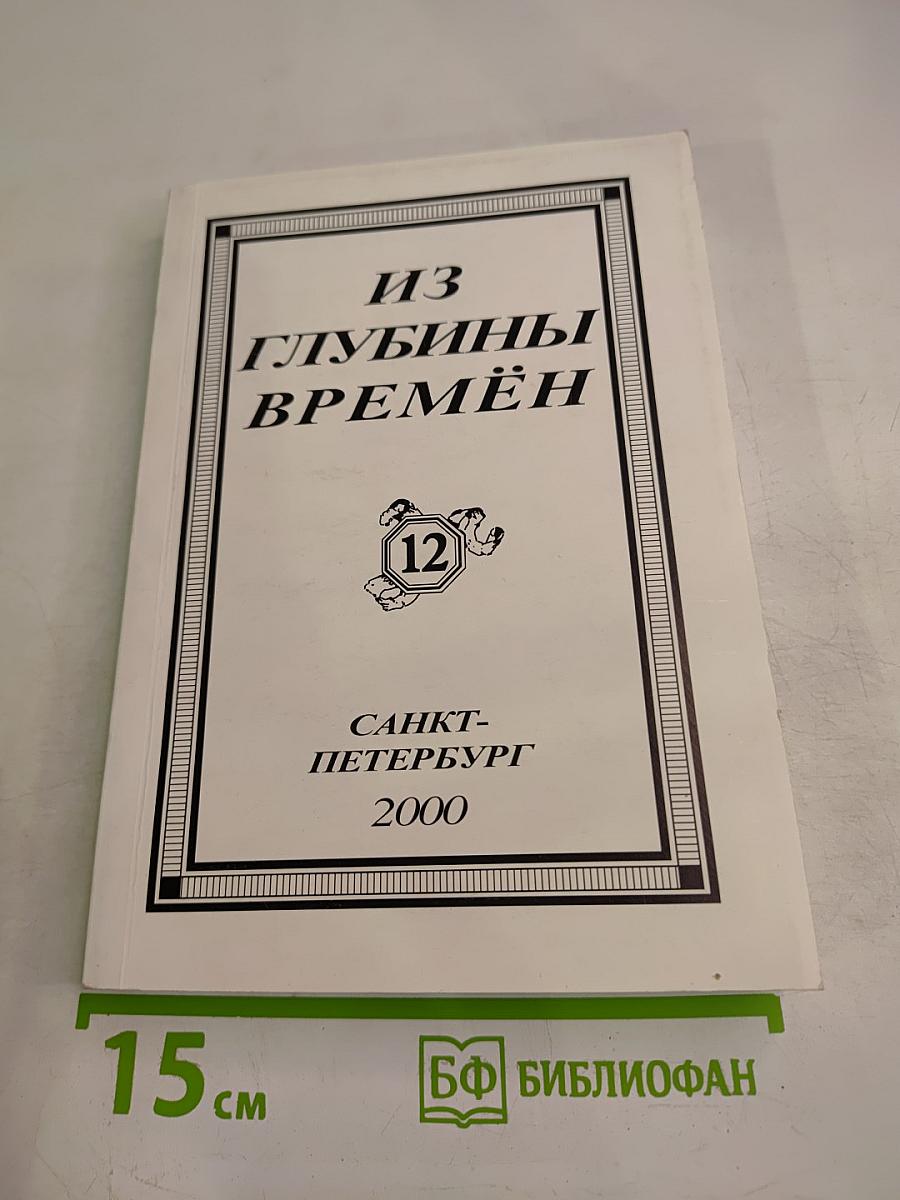 ИЗ
ГЛУБИНЫ
ВРЕМЁН
12
САНКТ-
ПЕТЕРБУРГ
2000
15 см
БФ БИБЛИОФАН